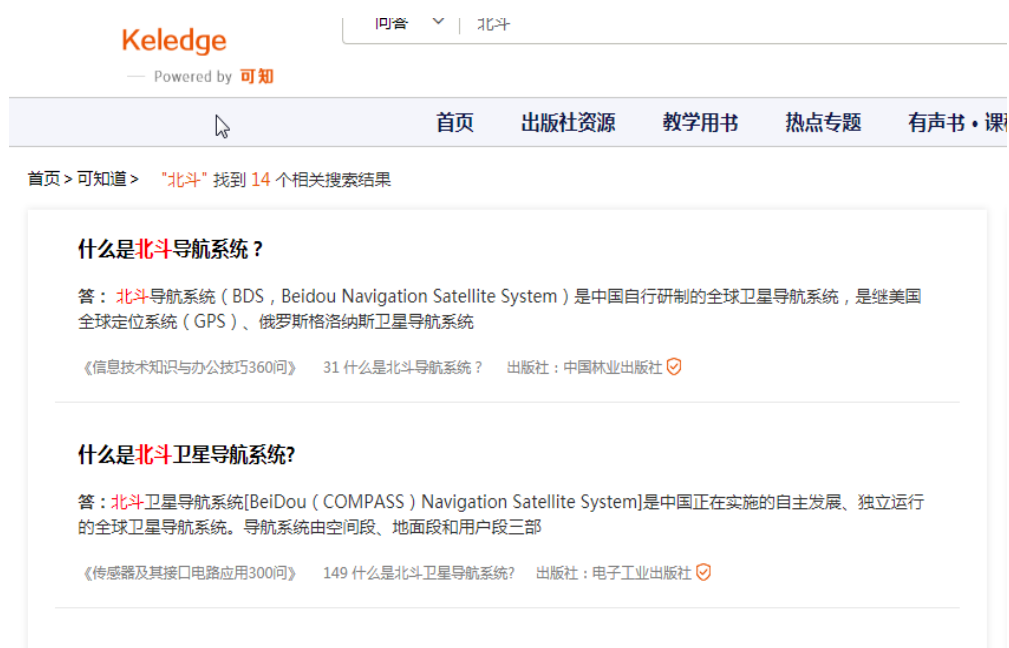 问答 北斗
Keledge
Powered by 可知
首页 出版社资源 教学用书 热点专题 有声书•课
首页>可知道> "北斗" 找到 14 个相关搜索结果
什么是北斗导航系统？
答： 北斗导航系统（BDS，Beidou Navigation Satellite System）是中国自行研制的全球卫星导航系统，是继美国
全球定位系统（GPS）、俄罗斯格洛纳斯卫星导航系统
《信息技术知识与办公技巧360问》 31 什么是北斗导航系统？ 出版社：中国林业出版社
什么是北斗卫星导航系统?
答：北斗卫星导航系统[BeiDou（COMPASS）Navigation Satellite System]是中国正在实施的自主发展、独立运行
的全球卫星导航系统。导航系统由空间段、地面段和用户段三部
《传感器及其接口电路应用300问》 149 什么是北斗卫星导航系统? 出版社：电子工业出版社